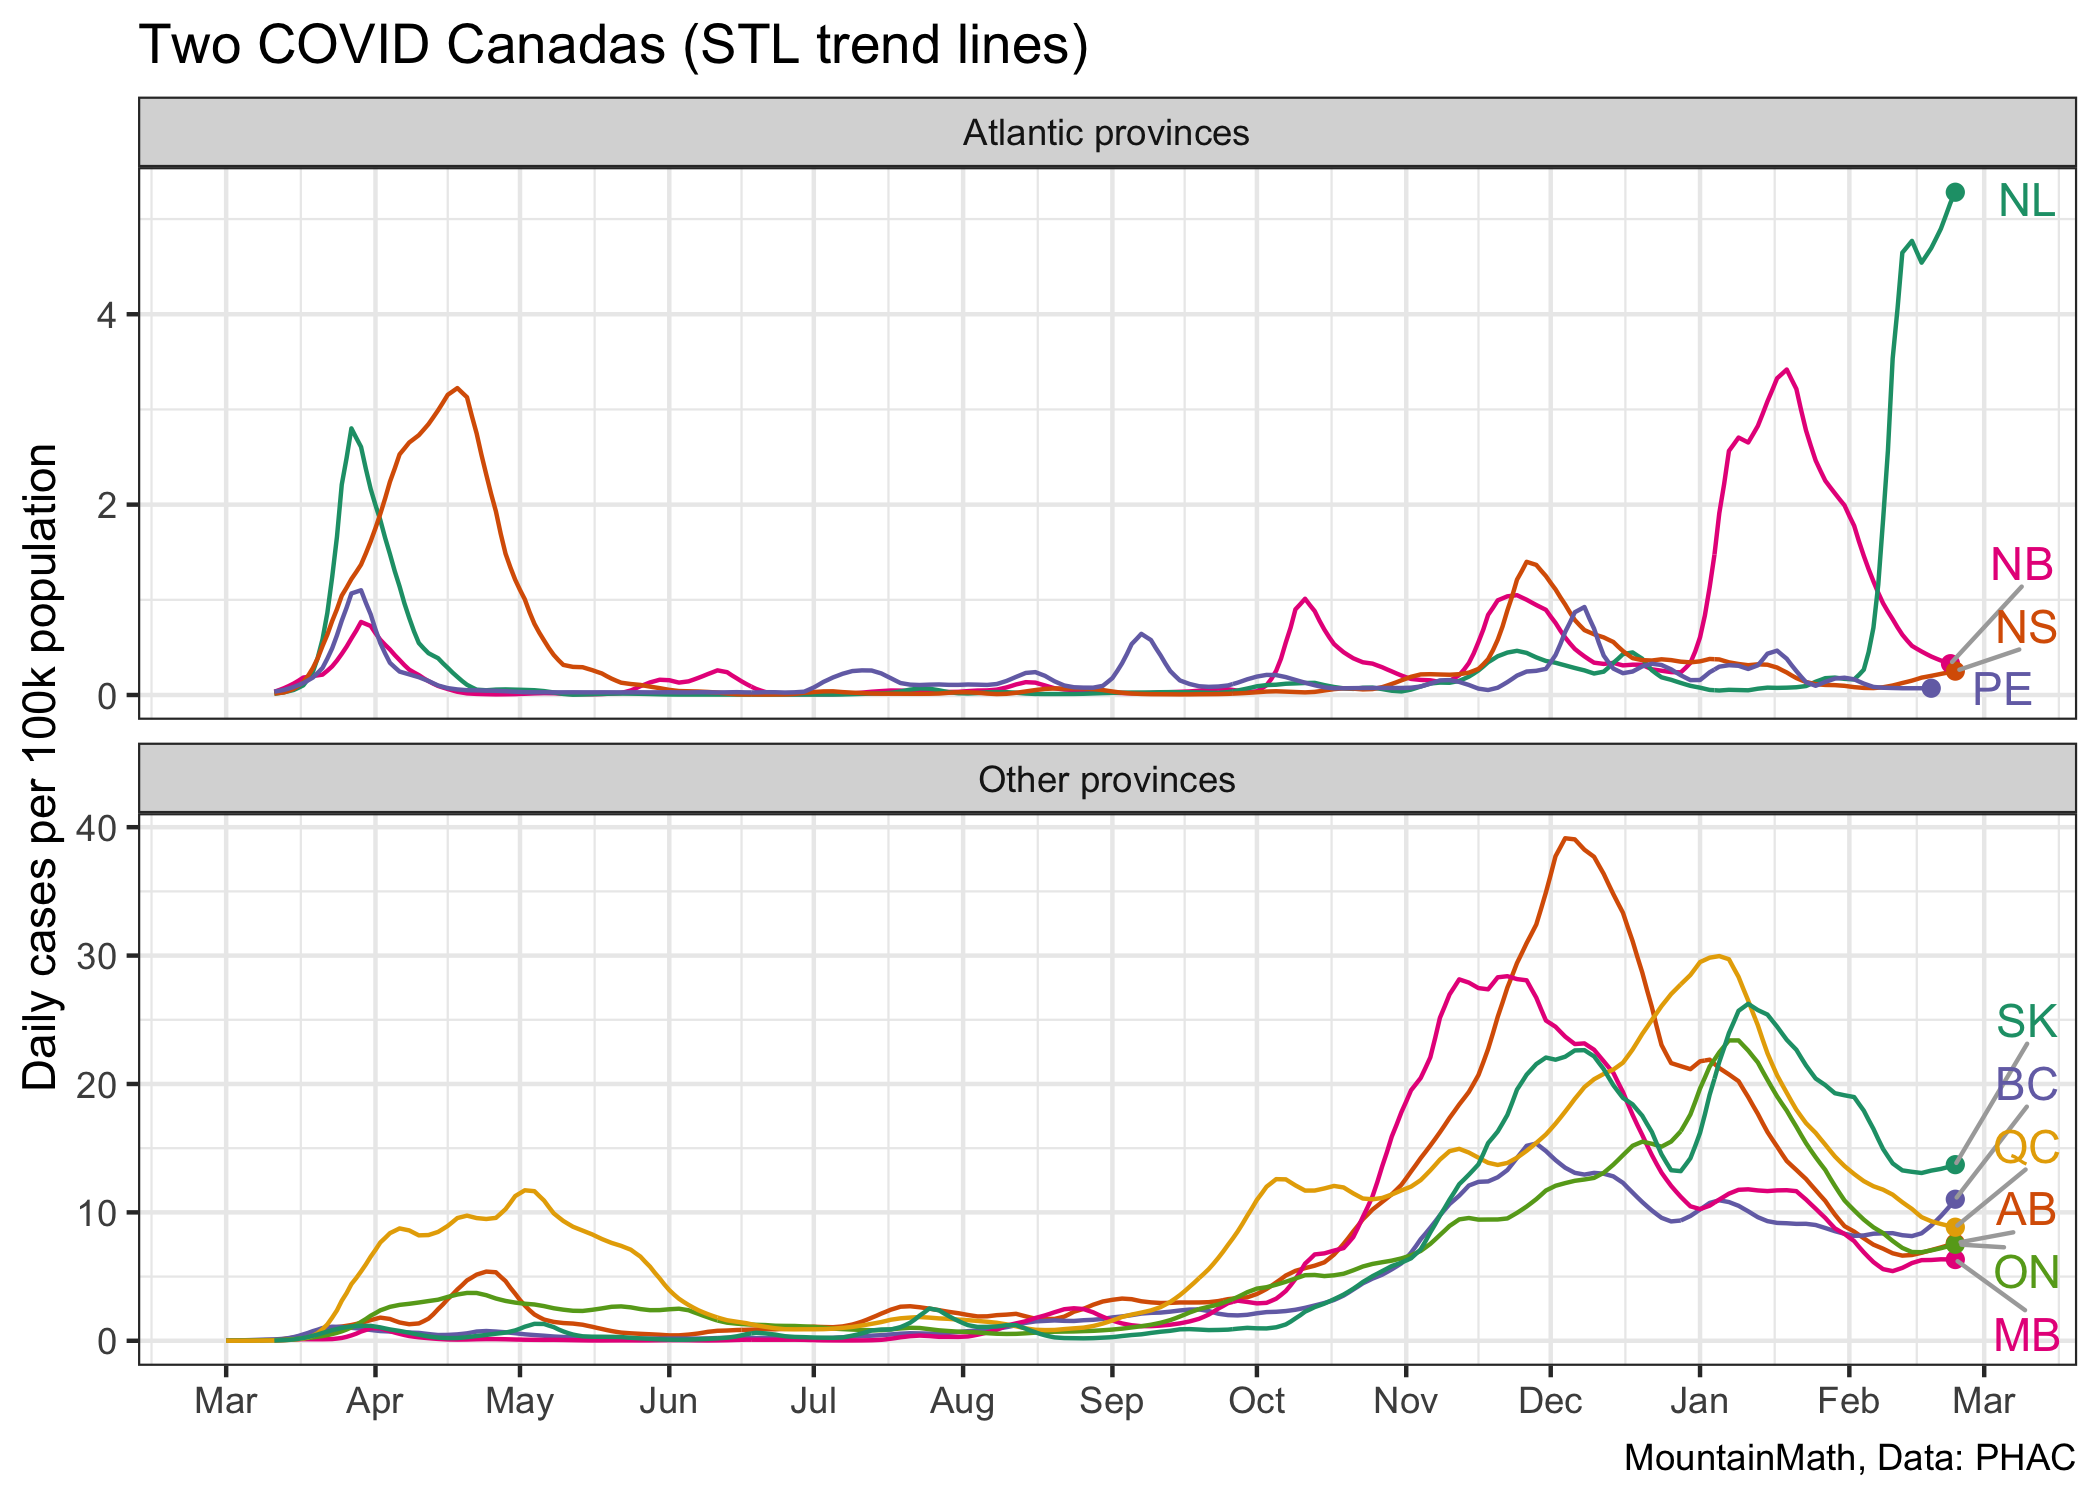 Two COVID Canadas (STL trend lines)
Atlantic provinces
Daily cases per 100k population
4
2
0
NL
NB
NS
PE
Other provinces
40
30
20
10
0
SK
BC
QC
AB
ON
MB
Mar Apr May Jun Jul Aug Sep Oct Nov Dec Jan Feb Mar
MountainMath, Data: PHAC